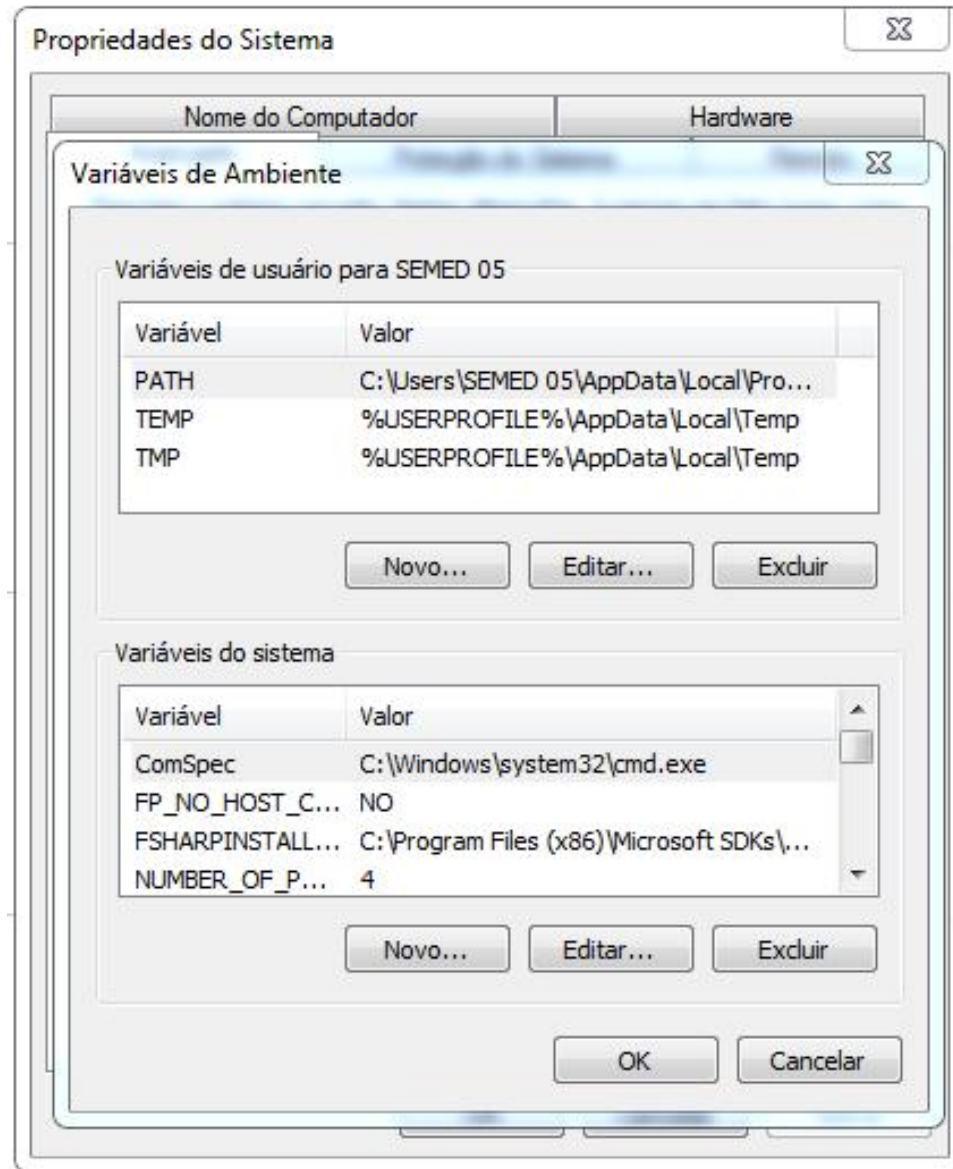 Propriedades do Sistema
Nome do Computador Hardware
Variáveis de Ambiente
Variáveis de usuário para SEMED 05
Variável Valor
PATH C:\Users\SEMED 05\AppData\Local\Pro...
TEMP %USERPROFILE%\AppData\Local\Temp
TMP %USERPROFILE%\AppData\Local\Temp
Novo... Editar... Excluir
Variáveis do sistema
Variável Valor
ComSpec C:\Windows\system32\cmd.exe
FP_NO_HOST_C... NO
FSHARPINSTALL... C:\Program Files (x86)\Microsoft SDKs\...
NUMBER_OF_P... 4
Novo... Editar... Excluir
OK Cancelar